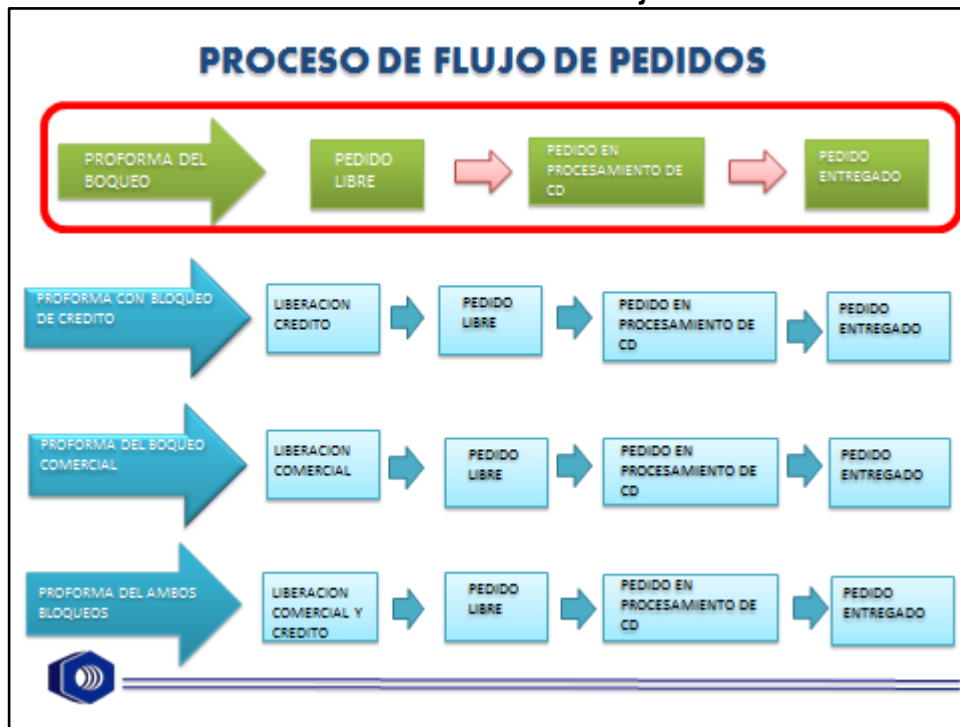 PROCESO DE FLUJO DE PEDIDOS
PROFORMA DEL
BOQUEO
PEDIDO
LIBRE
PEDIDO EN
PROCESAMIENTO DE
CD
PEDIDO
ENTREGADO
PROFORMA CON BLOQUEO
DE CREDITO
LIBERACION
CREDITO
PEDIDO
LIBRE
PEDIDO EN
PROCESAMIENTO DE
CD
PEDIDO
ENTREGADO
PROFORMA DEL BOQUEO
COMERCIAL
LIBERACION
COMERCIAL
PEDIDO
LIBRE
PEDIDO EN
PROCESAMIENTO DE
CD
PEDIDO
ENTREGADO
PROFORMA DEL AMBOS
BLOQUEOS
LIBERACION
COMERCIAL Y
CREDITO
PEDIDO
LIBRE
PEDIDO EN
PROCESAMIENTO DE
CD
PEDIDO
ENTREGADO